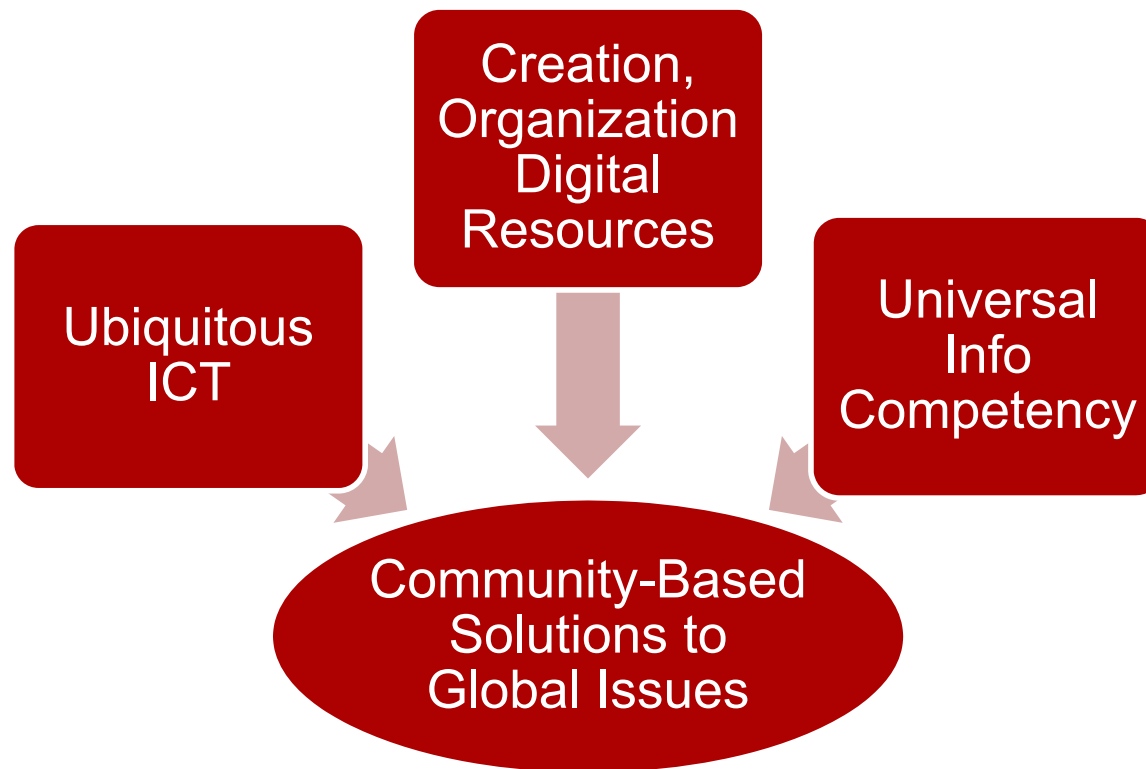 Creation,
Organization
Digital
Resources
Ubiquitous
ICT
Universal
Info
Competency
Community-Based
Solutions to
Global Issues